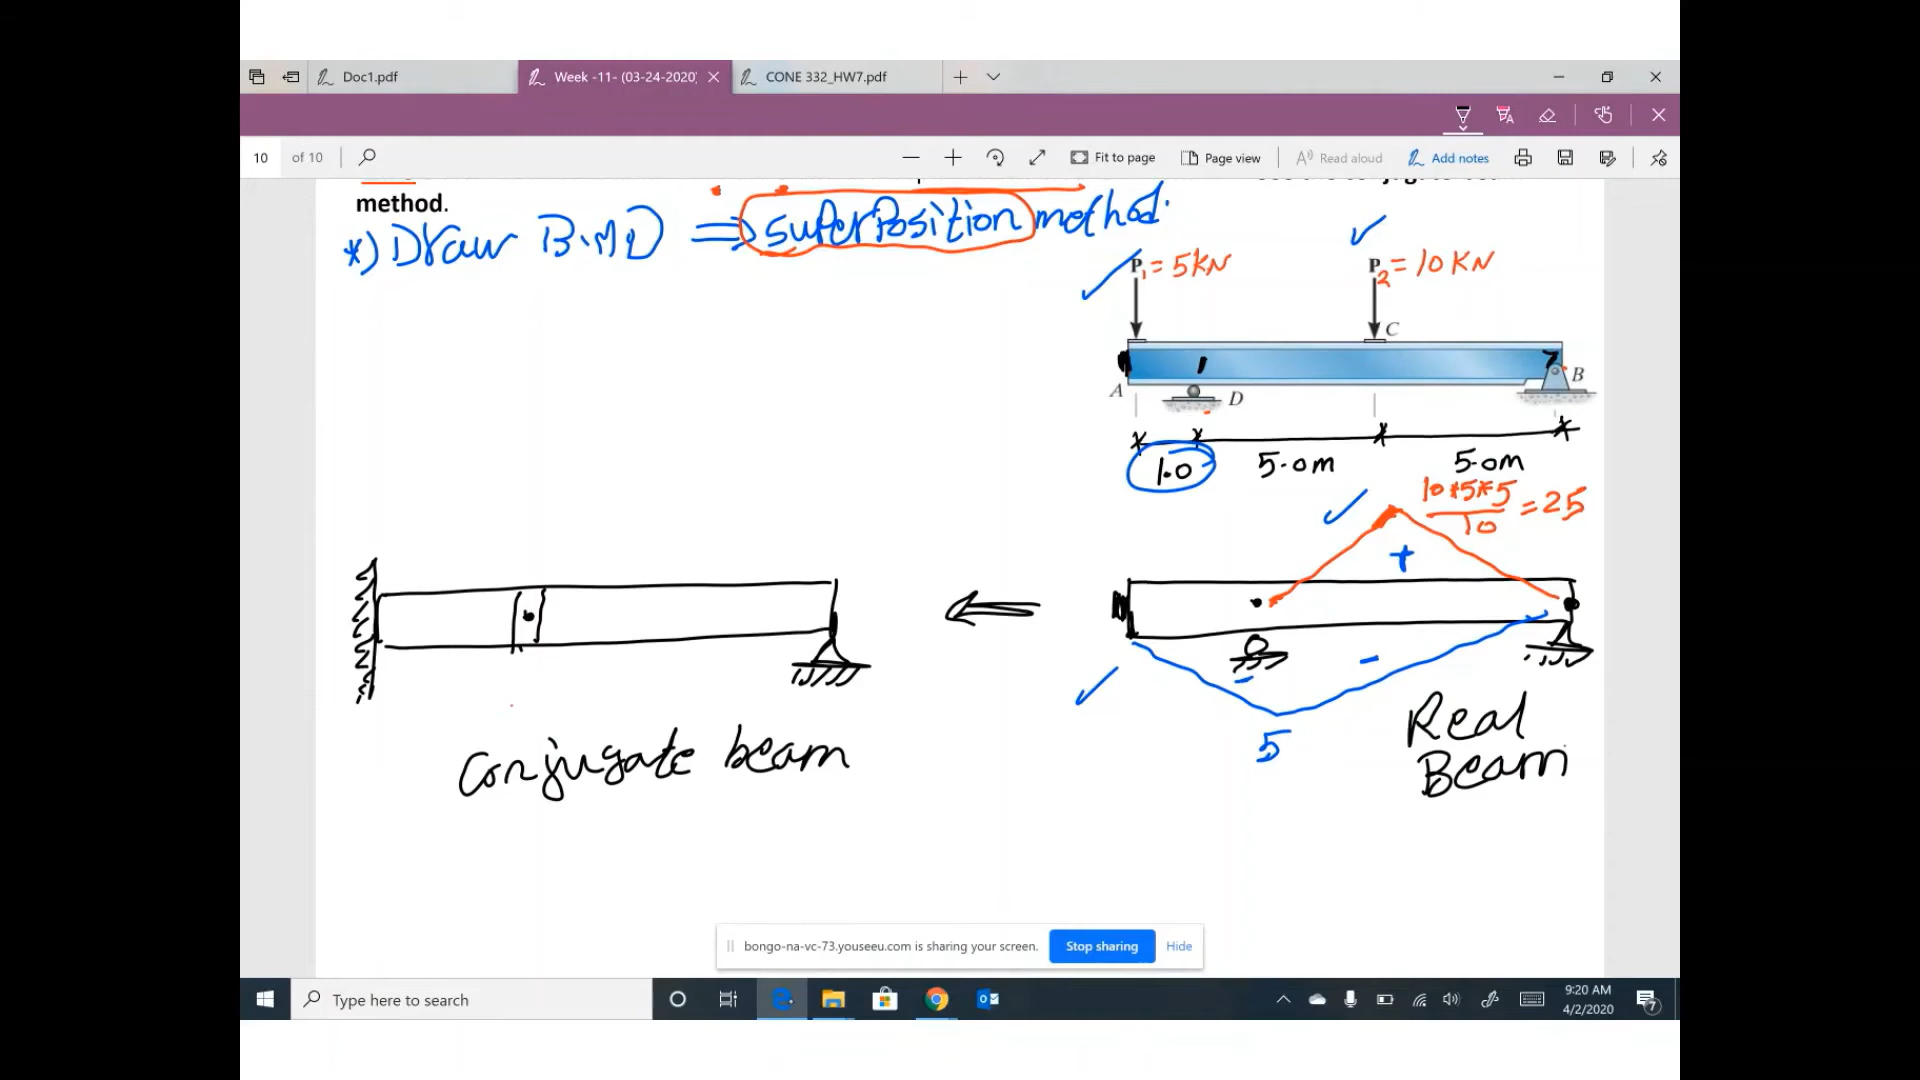 Doc1.pdf
Week -11- (03-24-2020)
CONE 332_HW7.pdf
10 of 10
Fit to page
Page view
Read aloud
Add notes
method.
*) Draw B.M.D ⇒ superPosition method.
P1 = 5KN
P2 = 10 KN
C
A
D
B
1.0
5.0m
5.0m
10*5*5
10
= 25
+
-
-
5
Real
Beam
Conjugate beam
bongo-na-vc-73.youseeu.com is sharing your screen.
Stop sharing
Hide
Type here to search
9:20 AM
4/2/2020
7